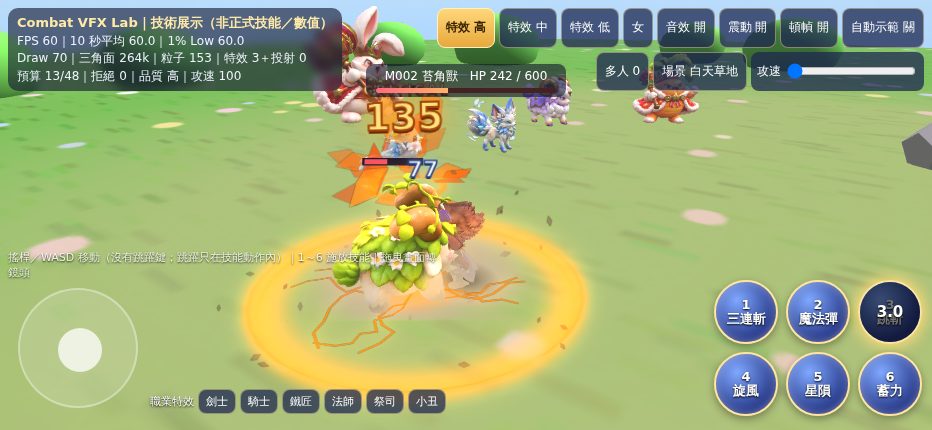 Combat VFX Lab｜技術展示（非正式技能／數值）
FPS 60｜10 秒平均 60.0｜1% Low 60.0
Draw 70｜三角面 264k｜粒子 153｜特效 3＋投射 0
預算 13/48｜拒絕 0｜品質 高｜攻速 100
特效 高
特效 中
特效 低
女
音效 開
震動 開
頓幀 開
自動示範 關
多人 0
場景 白天草地
攻速
M002 苔角獸 HP 242 / 600
135
77
搖桿／WASD 移動（沒有跳躍鍵；跳躍只在技能動作內）｜1～6 施放技能｜拖曳畫面轉
鏡頭
1
三連斬
2
魔法彈
3.0
4
旋風
5
星隕
6
蓄力
職業特效
劍士
騎士
鐵匠
法師
祭司
小丑